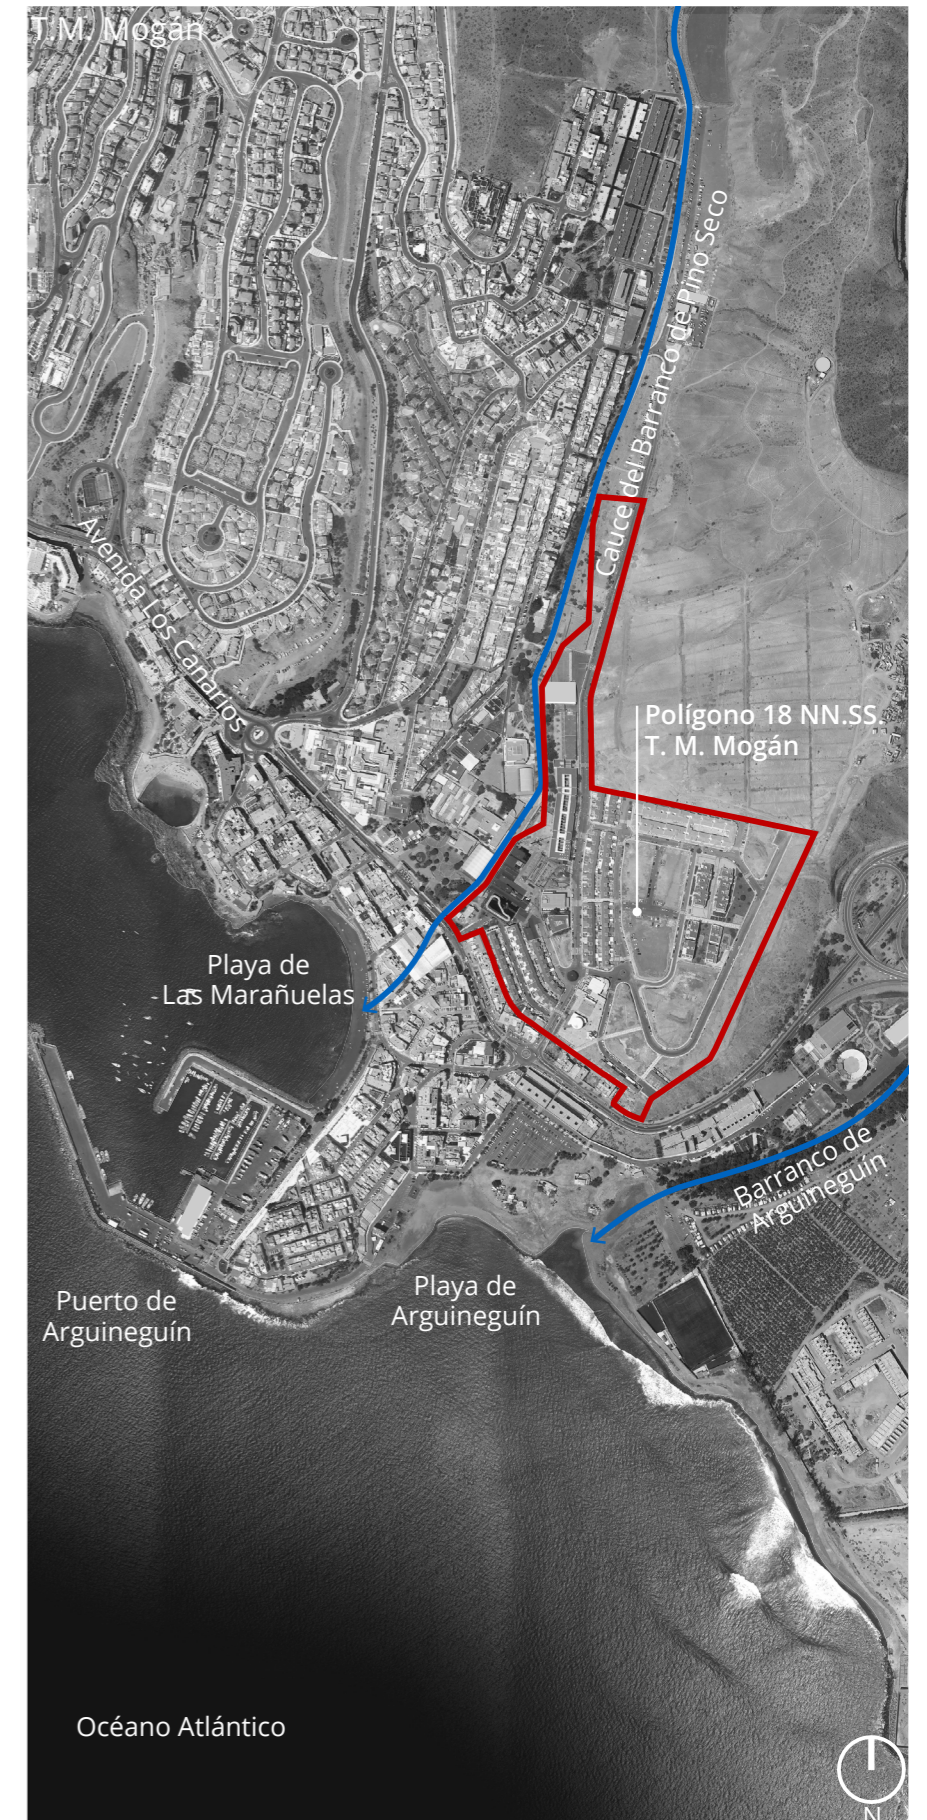 T.M. Mogán
Cauce del Barranco de Pino Seco
Avenida Los Canarios
Polígono 18 NN.SS.
T. M. Mogán
Playa de
Las Marañuelas
Barranco de
Arguineguín
Playa de
Arguineguín
Puerto de
Arguineguín
Océano Atlántico
N